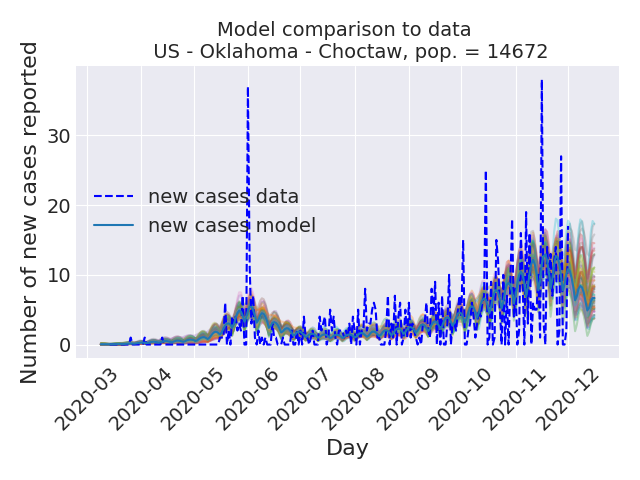 Model comparison to data
US - Oklahoma - Choctaw, pop. = 14672
Number of new cases reported
30
20
10
0
new cases data
new cases model
2020-03
2020-04
2020-05
2020-06
2020-07
2020-08
2020-09
2020-10
2020-11
2020-12
Day